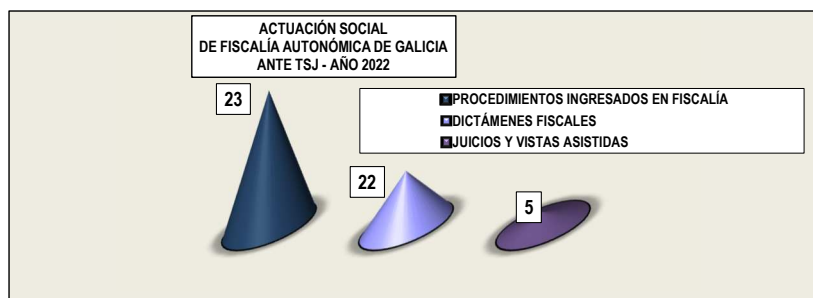 ACTUACIÓN SOCIAL
DE FISCALÍA AUTONÓMICA DE GALICIA
ANTE TSJ - AÑO 2022
23
PROCEDIMIENTOS INGRESADOS EN FISCALÍA
DICTÁMENES FISCALES
JUICIOS Y VISTAS ASISTIDAS
22
5